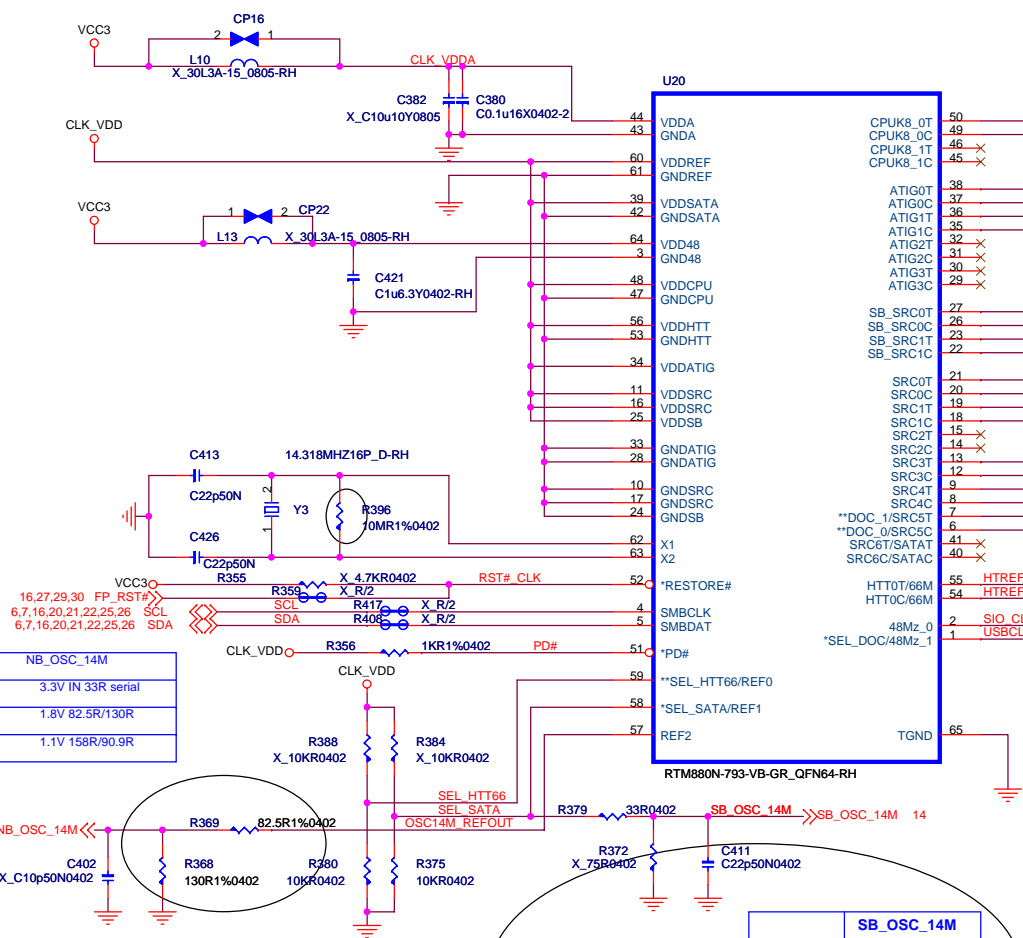 CP16
VCC3
2 1
L10
X_30L3A-15_0805-RH
CLK_VDDA
C382
X_C10u10Y0805
C380
C0.1u16X0402-2
CLK_VDD
VCC3
1 2
CP22
L13
X_30L3A-15_0805-RH
C421
C1u6.3Y0402-RH
C413
C22p50N
14.318MHZ16P_D-RH
2
Y3
1
R396
10MR1%0402
C426
C22p50N
VCC3
R355
X_4.7KR0402
RST#_CLK
16,27,29,30 FP_RST#
R359
X_R/2
6,7,16,20,21,22,25,26 SCL
SCL
R417
X_R/2
6,7,16,20,21,22,25,26 SDA
SDA
R408
X_R/2
CLK_VDD
R356
1KR1%0402
PD#
CLK_VDD
NB_OSC_14M
3.3V IN 33R serial
1.8V 82.5R/130R
1.1V 158R/90.9R
R388
X_10KR0402
R384
X_10KR0402
SEL_HTT66
SEL_SATA
OSC14M_REFOUT
NB_OSC_14M
R369
82.5R1%0402
C402
X_C10p50N0402
R368
130R1%0402
R380
10KR0402
R375
10KR0402
R379
33R0402
SB_OSC_14M
SB_OSC_14M 14
R372
X_75R0402
C411
C22p50N0402
SB_OSC_14M
U20
44 VDDA
43 GNDA
60 VDDREF
61 GNDREF
39 VDDSATA
42 GNDSATA
64 VDD48
3 GND48
48 VDDCPU
47 GNDCPU
56 VDDHTT
53 GNDHTT
34 VDDATIG
11 VDDSRC
16 VDDSRC
25 VDDSB
33 GNDATIG
28 GNDATIG
10 GNDSRC
17 GNDSRC
24 GNDSB
62 X1
63 X2
52 *RESTORE#
4 SMBCLK
5 SMBDAT
51 *PD#
59 **SEL_HTT66/REF0
58 *SEL_SATA/REF1
57 REF2
CPUK8_0T 50
CPUK8_0C 49
CPUK8_1T 46
CPUK8_1C 45
ATIG0T 38
ATIG0C 37
ATIG1T 36
ATIG1C 35
ATIG2T 32
ATIG2C 31
ATIG3T 30
ATIG3C 29
SB_SRC0T 27
SB_SRC0C 26
SB_SRC1T 23
SB_SRC1C 22
SRC0T 21
SRC0C 20
SRC1T 19
SRC1C 18
SRC2T 15
SRC2C 14
SRC3T 13
SRC3C 12
SRC4T 9
SRC4C 8
**DOC_1/SRC5T 7
**DOC_0/SRC5C 6
SRC6T/SATAT 41
SRC6C/SATAC 40
HTT0T/66M 55 HTREF
HTT0C/66M 54 HTREF
48Mz_0 2 SIO_CL
*SEL_DOC/48Mz_1 1 USBCL
TGND 65
RTM880N-793-VB-GR_QFN64-RH